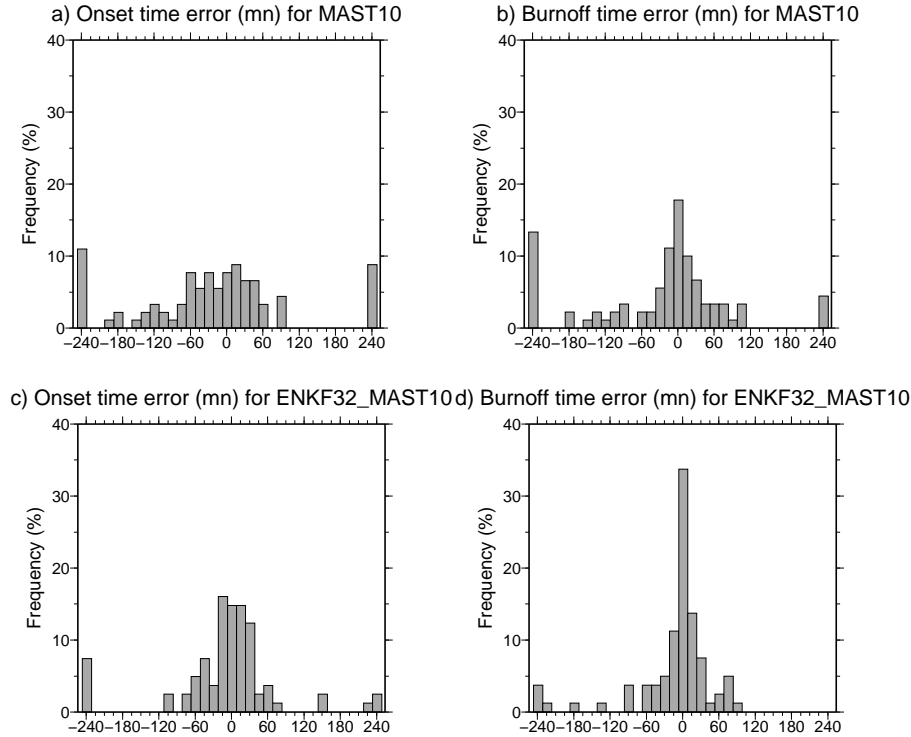 a) Onset time error (mn) for MAST10
40
30
20
10
0
Frequency (%)
−240 −180 −120 −60 0 60 120 180 240
b) Burnoff time error (mn) for MAST10
40
30
20
10
0
Frequency (%)
−240 −180 −120 −60 0 60 120 180 240
c) Onset time error (mn) for ENKF32_MAST10
40
30
20
10
0
Frequency (%)
−240 −180 −120 −60 0 60 120 180 240
d) Burnoff time error (mn) for ENKF32_MAST10
40
30
20
10
0
Frequency (%)
−240 −180 −120 −60 0 60 120 180 240